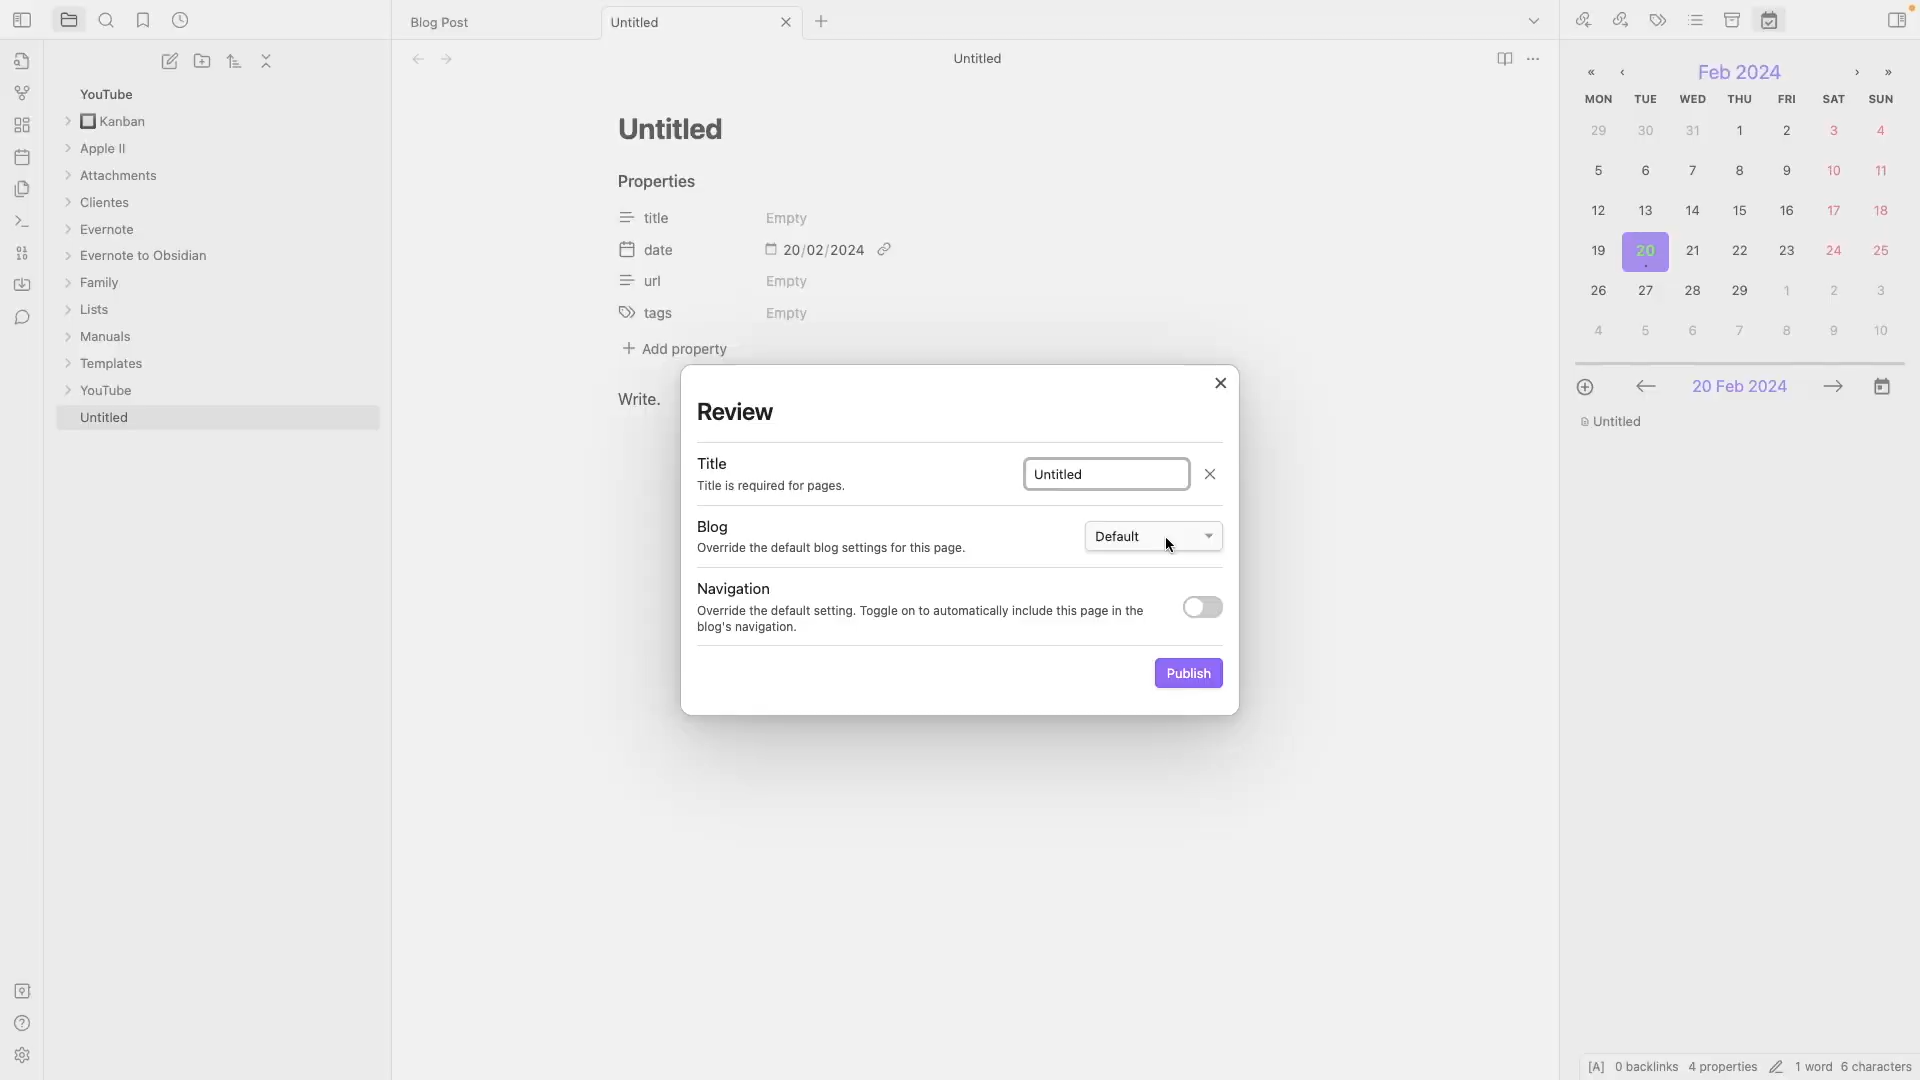 Blog Post
Untitled
Untitled
YouTube
Kanban
Apple II
Attachments
Clientes
Evernote
Evernote to Obsidian
Family
Lists
Manuals
Templates
YouTube
Untitled
Untitled
Properties
title Empty
date 20/02/2024
url Empty
tags Empty
Add property
Write.
Review
Title
Title is required for pages.
Untitled
Blog
Override the default blog settings for this page.
Default
Navigation
Override the default setting. Toggle on to automatically include this page in the
blog's navigation.
Publish
« ‹ Feb 2024 › »
MON TUE WED THU FRI SAT SUN
29 30 31 1 2 3 4
5 6 7 8 9 10 11
12 13 14 15 16 17 18
19 20 21 22 23 24 25
26 27 28 29 1 2 3
4 5 6 7 8 9 10
20 Feb 2024
Untitled
[A] 0 backlinks 4 properties 1 word 6 characters